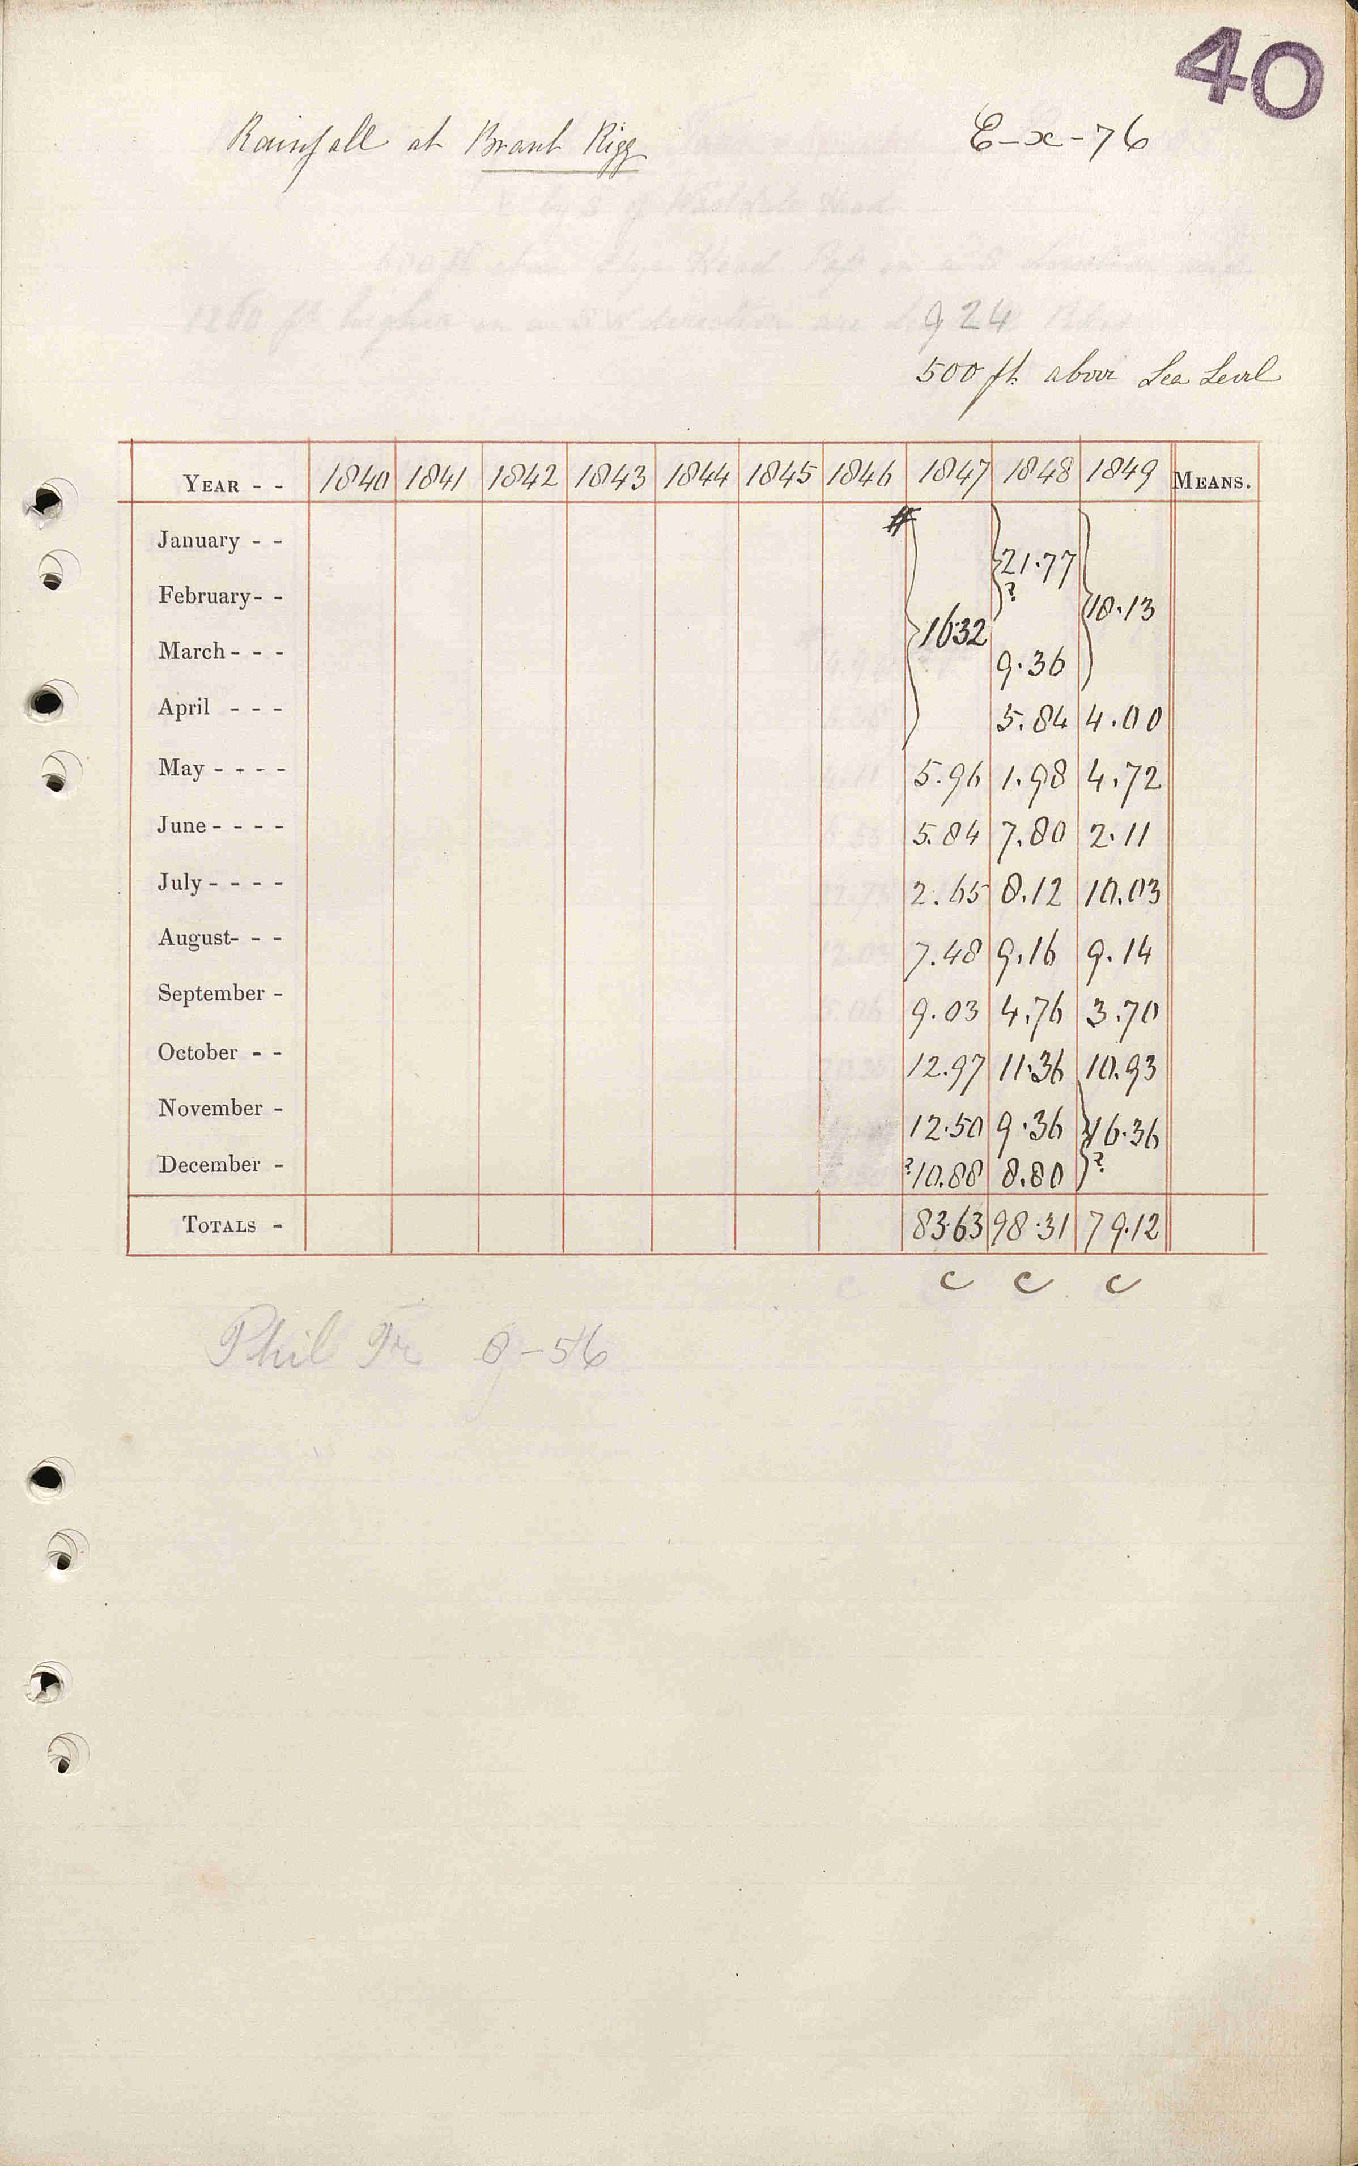 40
Rainfall at Brant Rigg
E-x-76
924
500 ft above Sea Level
YEAR - - 1840 1841 1842 1843 1844 1845 1846 1847 1848 1849 MEANS.
January - - #
21.77
February - - ? 18.13
March - - - 16.32 9.36
April - - - 5.84 4.00
May - - - - 5.96 1.98 4.72
June - - - - 5.84 7.80 2.11
July - - - - 2.65 8.12 10.03
August - - - 7.48 9.16 9.14
September - 9.03 4.76 3.70
October - - 12.97 11.36 10.93
November - 12.50 9.36 16.36
December - ?10.88 8.80 ?
TOTALS - 83.63 98.31 79.12
c c c
Phil Tr 8-56